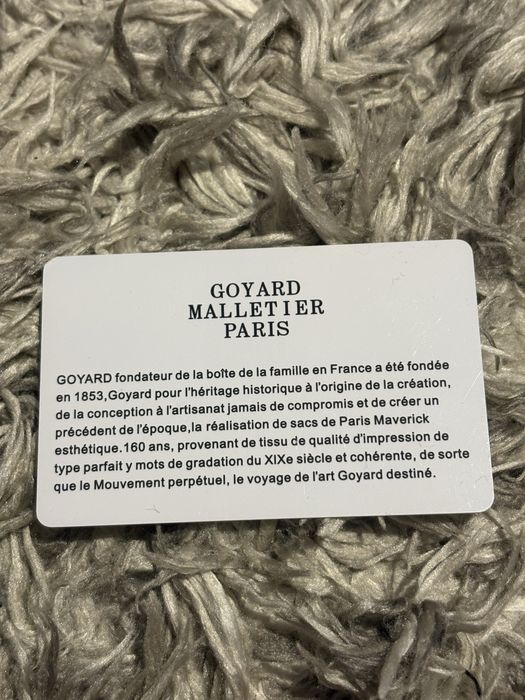 GOYARD
MALLETIER
PARIS
GOYARD fondateur de la boîte de la famille en France a été fondée
en 1853,Goyard pour l'héritage historique à l'origine de la création,
de la conception à l'artisanat jamais de compromis et de créer un
précédent de l'époque,la réalisation de sacs de Paris Maverick
esthétique.160 ans, provenant de tissu de qualité d'impression de
type parfait y mots de gradation du XIXe siècle et cohérente, de sorte
que le Mouvement perpétuel, le voyage de l'art Goyard destiné.